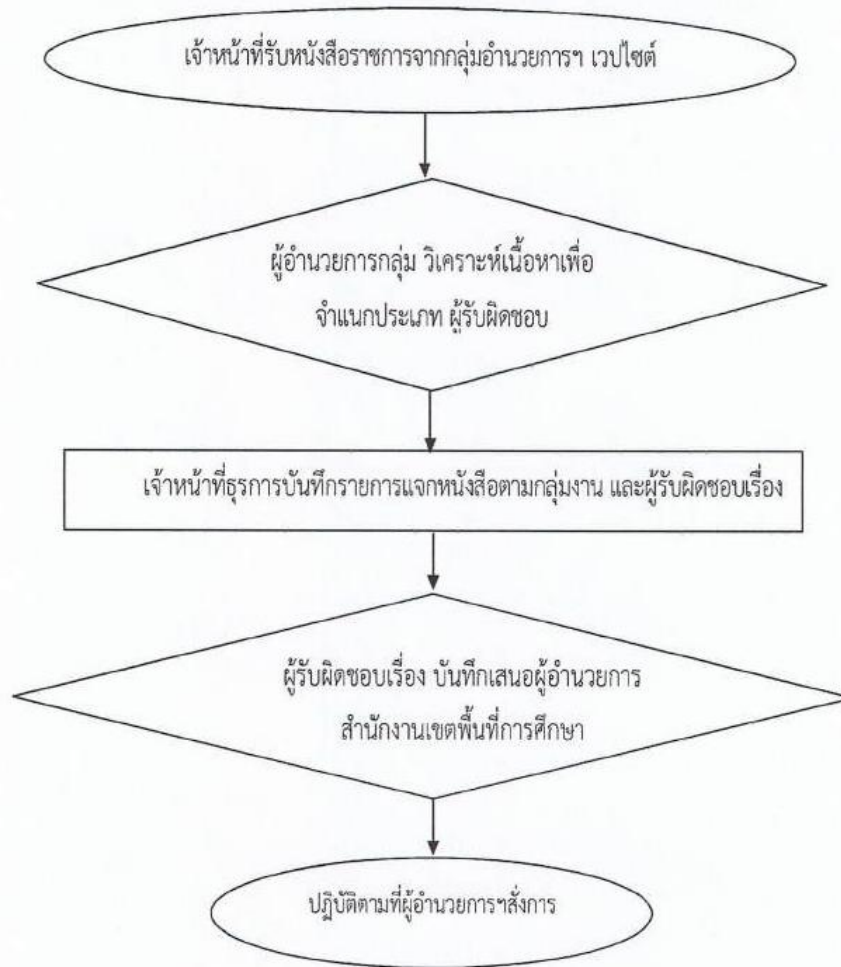 เจ้าหน้าที่รับหนังสือราชการจากกลุ่มอำนวยการฯ เวปไซต์
ผู้อำนวยการกลุ่ม วิเคราะห์เนื้อหาเพื่อ
จำแนกประเภท ผู้รับผิดชอบ
เจ้าหน้าที่ธุรการบันทึกรายการแจกหนังสือตามกลุ่มงาน และผู้รับผิดชอบเรื่อง
ผู้รับผิดชอบเรื่อง บันทึกเสนอผู้อำนวยการ
สำนักงานเขตพื้นที่การศึกษา
ปฏิบัติตามที่ผู้อำนวยการฯสั่งการ